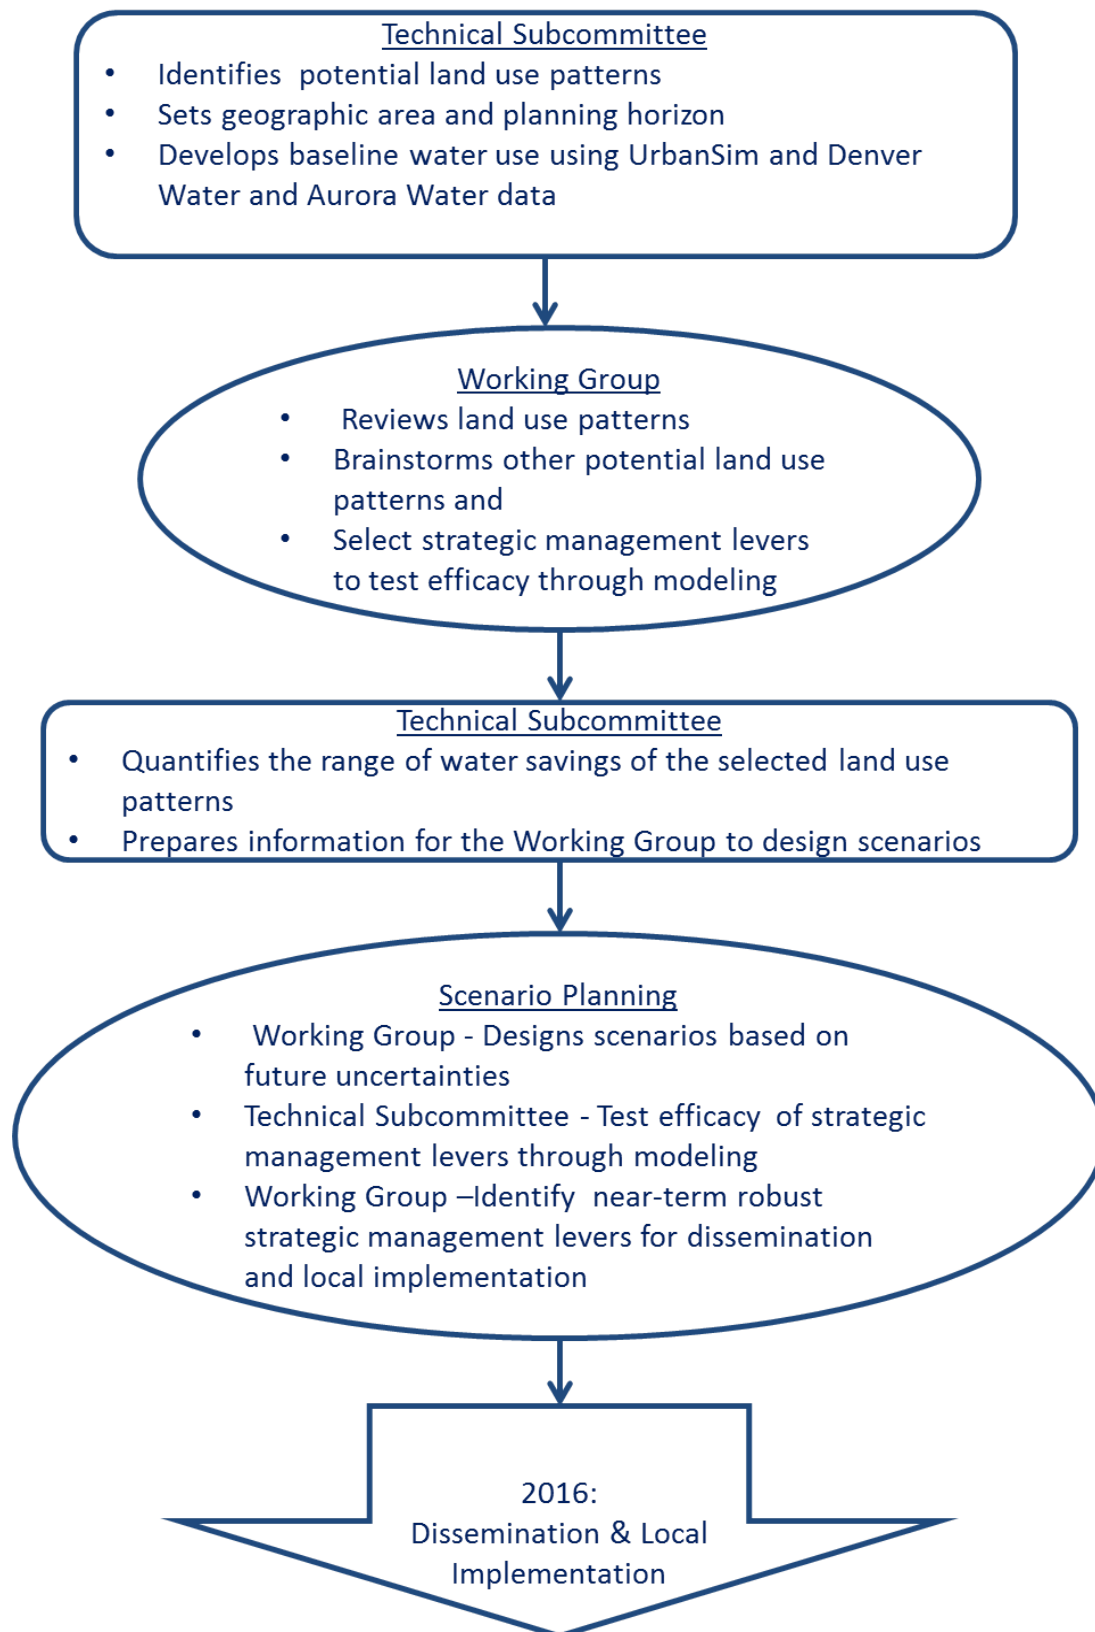 Technical Subcommittee
• Identifies potential land use patterns
• Sets geographic area and planning horizon
• Develops baseline water use using UrbanSim and Denver
Water and Aurora Water data
Working Group
• Reviews land use patterns
• Brainstorms other potential land use
patterns and
• Select strategic management levers
to test efficacy through modeling
Technical Subcommittee
• Quantifies the range of water savings of the selected land use
patterns
• Prepares information for the Working Group to design scenarios
Scenario Planning
• Working Group - Designs scenarios based on
future uncertainties
• Technical Subcommittee - Test efficacy of strategic
management levers through modeling
• Working Group –Identify near-term robust
strategic management levers for dissemination
and local implementation
2016:
Dissemination & Local
Implementation